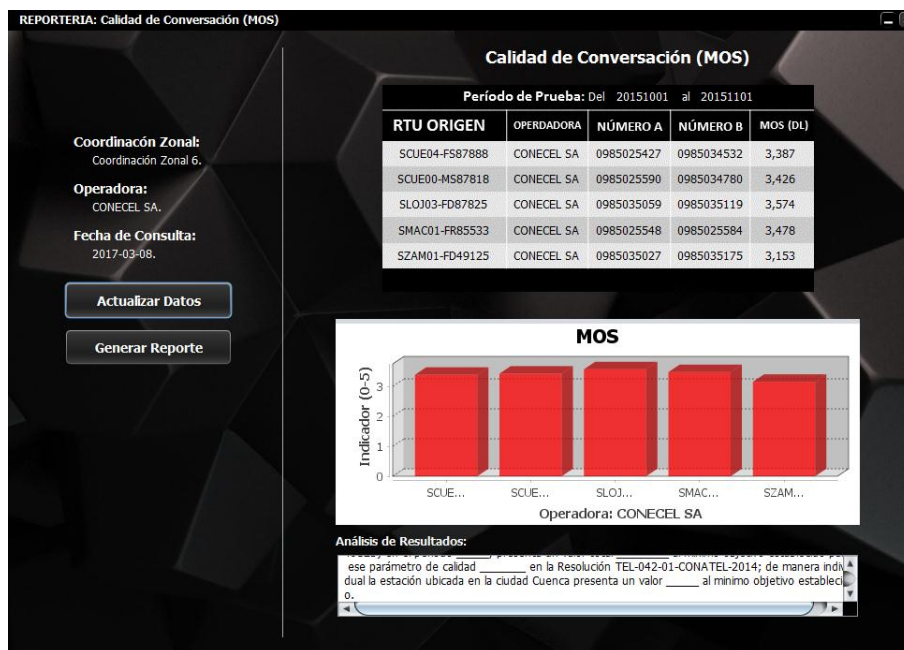 REPORTERIA: Calidad de Conversación (MOS)
Coordinacón Zonal:
Coordinación Zonal 6.
Operadora:
CONECEL SA.
Fecha de Consulta:
2017-03-08.
Actualizar Datos
Generar Reporte
Calidad de Conversación (MOS)
Período de Prueba: Del 20151001 al 20151101
RTU ORIGEN OPERDADORA NÚMERO A NÚMERO B MOS (DL)
SCUE04-FS87888 CONECEL SA 0985025427 0985034532 3,387
SCUE00-MS87818 CONECEL SA 0985025590 0985034780 3,426
SLOJ03-FD87825 CONECEL SA 0985035059 0985035119 3,574
SMAC01-FR85533 CONECEL SA 0985025548 0985025584 3,478
SZAM01-FD49125 CONECEL SA 0985035027 0985035175 3,153
MOS
Indicador (0-5)
3
2
1
0
SCUE... SCUE... SLOJ... SMAC... SZAM...
Operadora: CONECEL SA
Análisis de Resultados:
ese parámetro de calidad ________ en la Resolución TEL-042-01-CONATEL-2014; de manera indiv
dual la estación ubicada en la ciudad Cuenca presenta un valor _____ al minimo objetivo estableci
o.